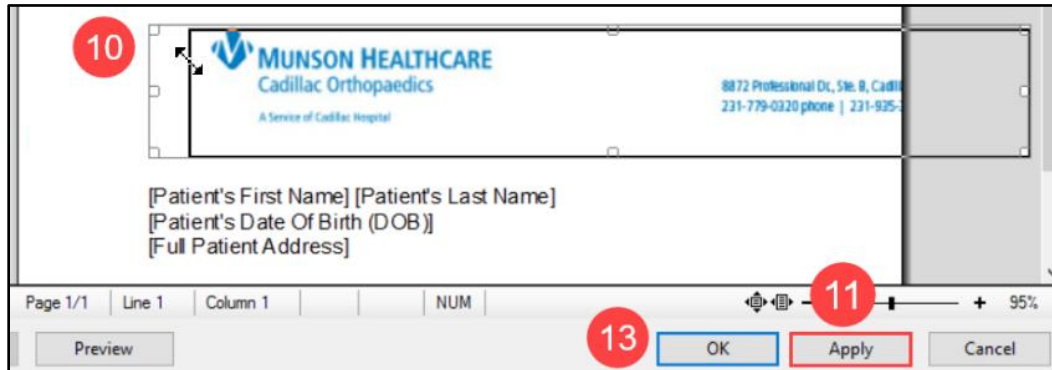 10
MUNSON HEALTHCARE
Cadillac Orthopaedics
A Service of Cadillac Hospital
8872 Professional Dr., Ste. B, Cadill
231-779-0320 phone | 231-935-
[Patient's First Name] [Patient's Last Name]
[Patient's Date Of Birth (DOB)]
[Full Patient Address]
Page 1/1 Line 1 Column 1 NUM 11 95%
Preview 13 OK Apply Cancel